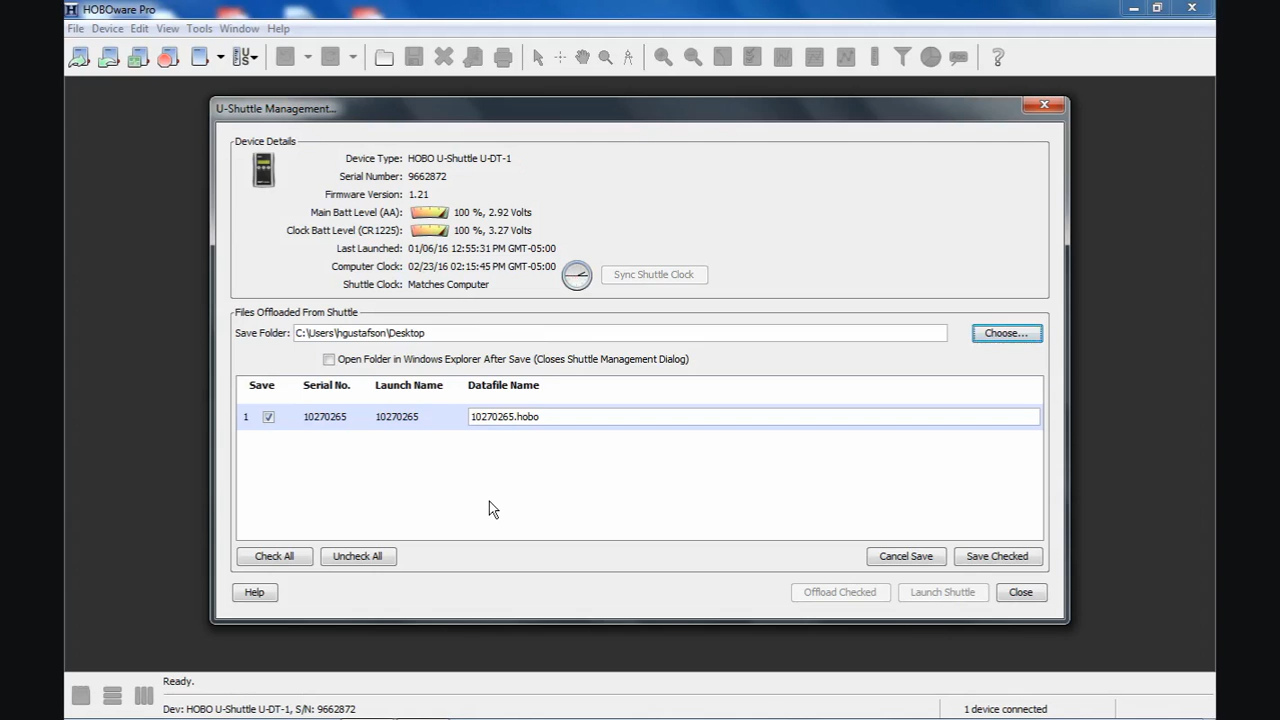 HOBOware Pro
File Device Edit View Tools Window Help
U-Shuttle Management...
Device Details
Device Type: HOBO U-Shuttle U-DT-1
Serial Number: 9662872
Firmware Version: 1.21
Main Batt Level (AA): 100 %, 2.92 Volts
Clock Batt Level (CR1225): 100 %, 3.27 Volts
Last Launched: 01/06/16 12:55:31 PM GMT-05:00
Computer Clock: 02/23/16 02:15:45 PM GMT-05:00
Sync Shuttle Clock
Shuttle Clock: Matches Computer
Files Offloaded From Shuttle
Save Folder: C:\Users\hgustafson\Desktop Choose...
Open Folder in Windows Explorer After Save (Closes Shuttle Management Dialog)
Save Serial No. Launch Name Datafile Name
1 10270265 10270265 10270265.hobo
Check All Uncheck All Cancel Save Save Checked
Help Offload Checked Launch Shuttle Close
Ready.
Dev: HOBO U-Shuttle U-DT-1, S/N: 9662872 1 device connected